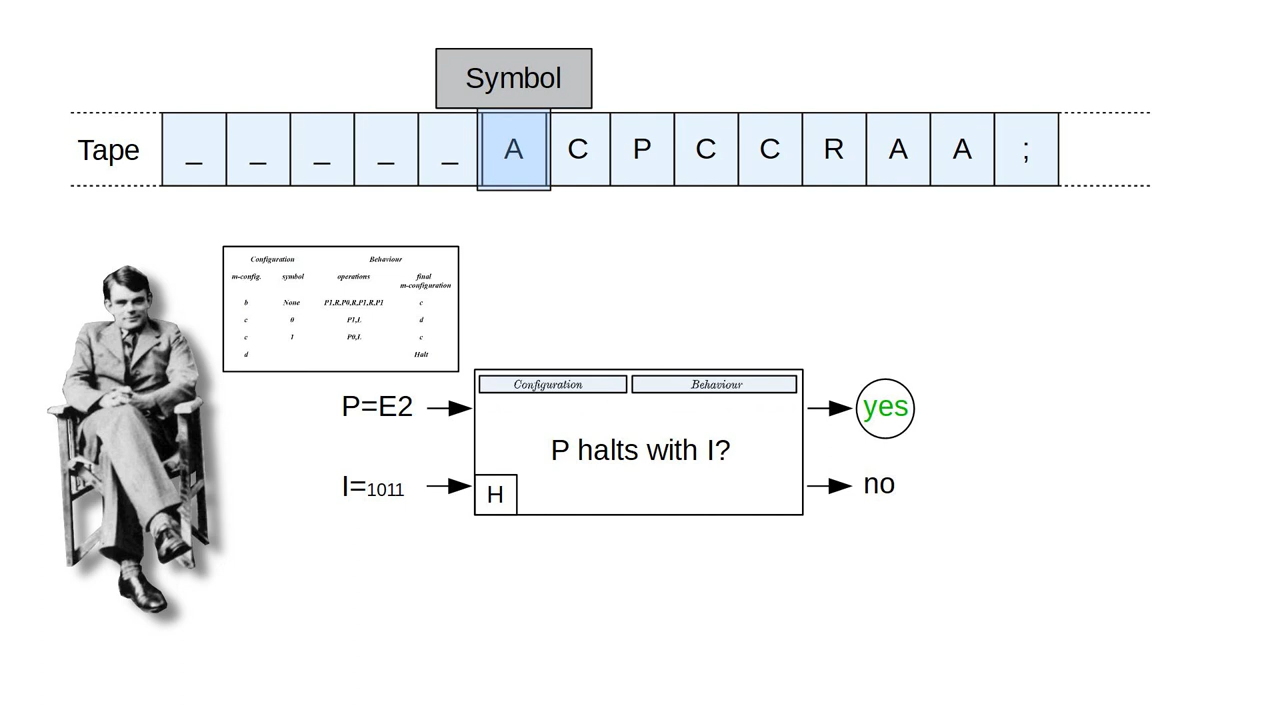 Symbol
Tape _ _ _ _ _ A C P C C R A A ;
Configuration Behaviour
m-config. symbol operations final
m-configuration
b None P1,R,P0,R,P1,R,P1 c
c 0 P1,L d
c 1 P0,L c
d Halt
Configuration Behaviour
P=E2 yes
P halts with I?
I=1011 H no